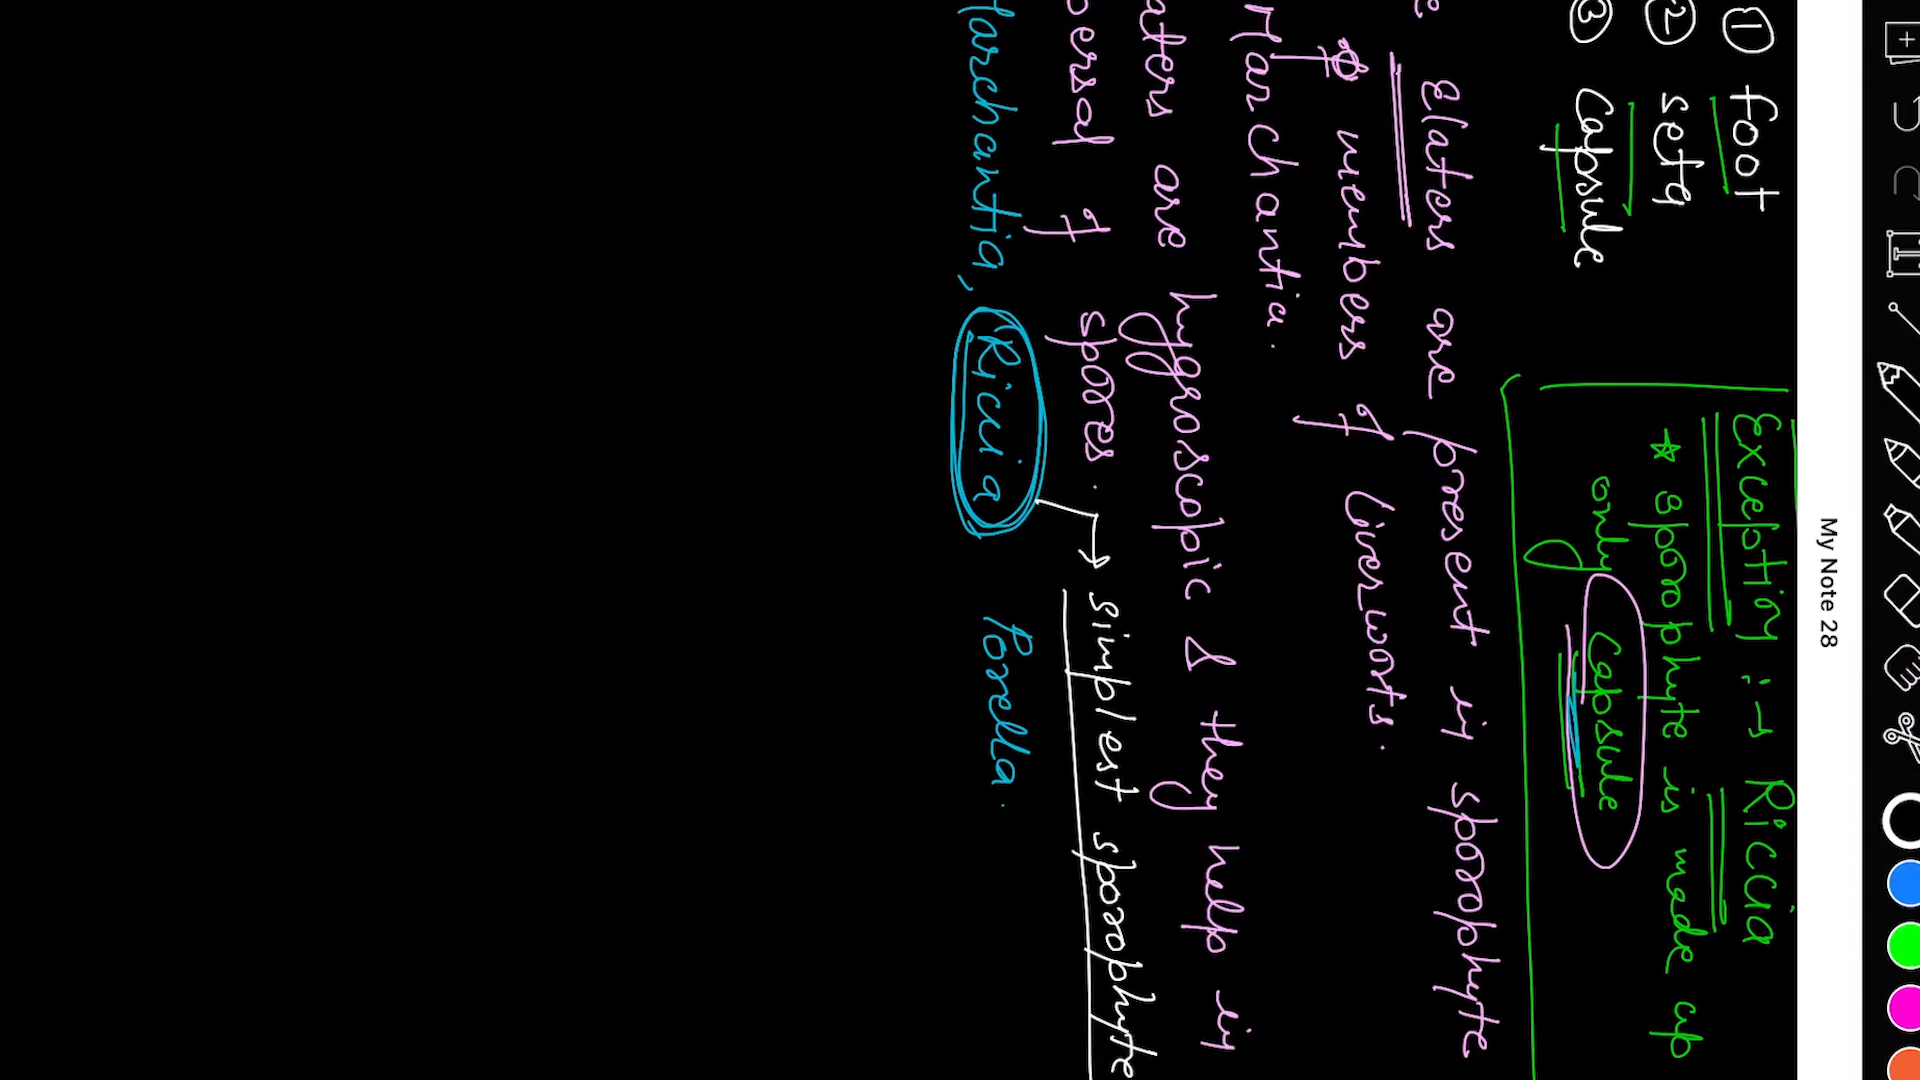 My Note 28
① foot
② seta
③ Capsule
Exception :→ Riccia
☆ sporophyte is made up
only Capsule
Elaters are present in sporophyte
of members of liverworts.
Marchantia.
aters are hygroscopic & they help in
persal of spores.
Marchantia, Riccia Porella.
simplest sporophyte